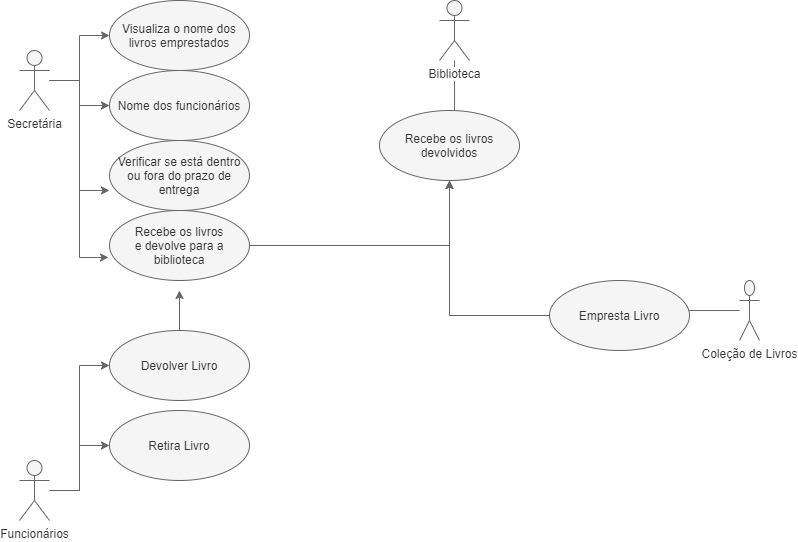 Visualiza o nome dos
livros emprestados
Secretária
Nome dos funcionários
Verificar se está dentro
ou fora do prazo de
entrega
Recebe os livros
e devolve para a
biblioteca
Biblioteca
Recebe os livros
devolvidos
Empresta Livro
Coleção de Livros
Devolver Livro
Retira Livro
Funcionários